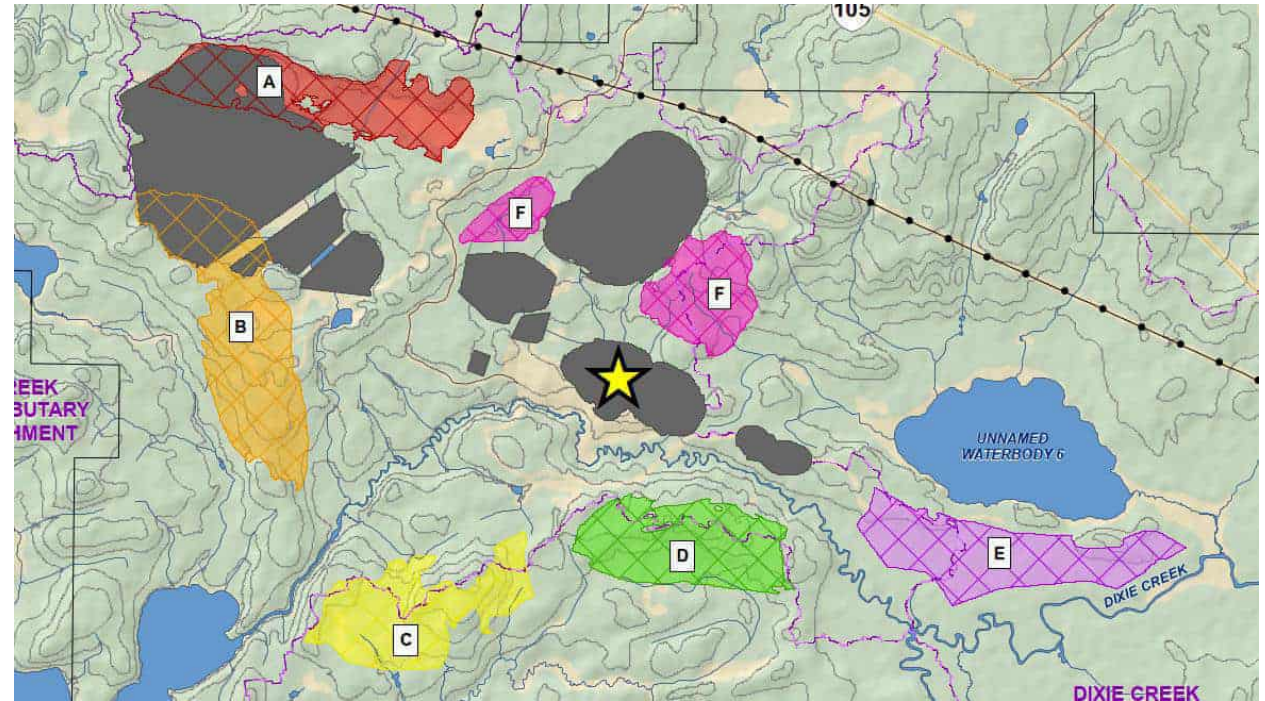 105
A
F
F
B
REEK
BUTARY
HMENT
UNNAMED
WATERBODY 6
D
E
C
DIXIE CREEK
DIXIE CREEK